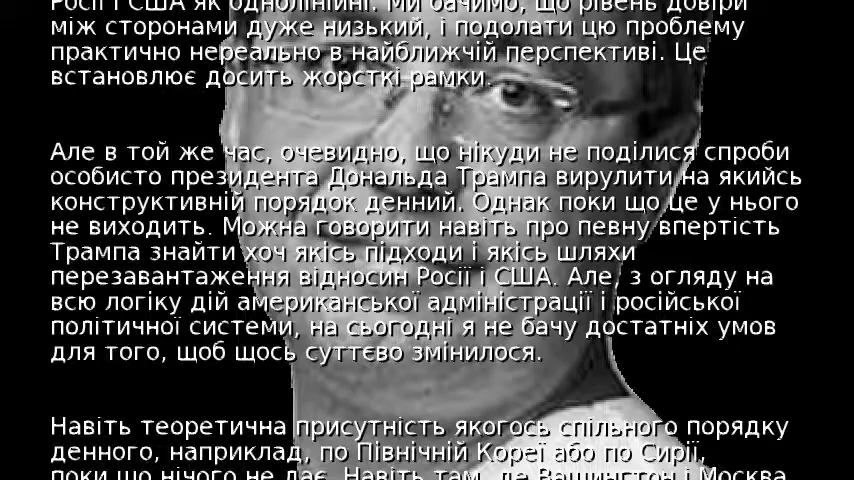 Росії і США як однолінійні. Ми бачимо, що рівень довіри
між сторонами дуже низький, і подолати цю проблему
практично нереально в найближчій перспективі. Це
встановлює досить жорсткі рамки.
Але в той же час, очевидно, що нікуди не поділися спроби
особисто президента Дональда Трампа вирулити на якийсь
конструктивній порядок денний. Однак поки що це у нього
не виходить. Можна говорити навіть про певну впертість
Трампа знайти хоч якісь підходи і якісь шляхи
перезавантаження відносин Росії і США. Але, з огляду на
всю логіку дій американської адміністрації і російської
політичної системи, на сьогодні я не бачу достатніх умов
для того, щоб щось суттєво змінилося.
Навіть теоретична присутність якогось спільного порядку
денного, наприклад, по Північній Кореї або по Сирії,
поки що нічого не дає. Навіть там, де Вашингтон і Москва